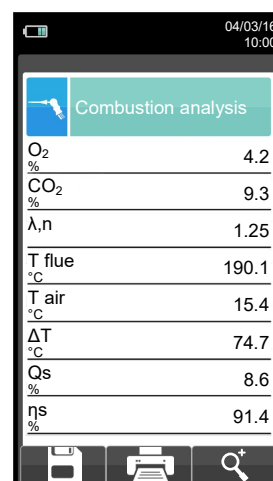 04/03/16
10:00
Combustion analysis
O2
% 4.2
CO2
% 9.3
λ,n 1.25
T flue
°C 190.1
T air
°C 15.4
ΔT
°C 74.7
Qs
% 8.6
ηs
% 91.4